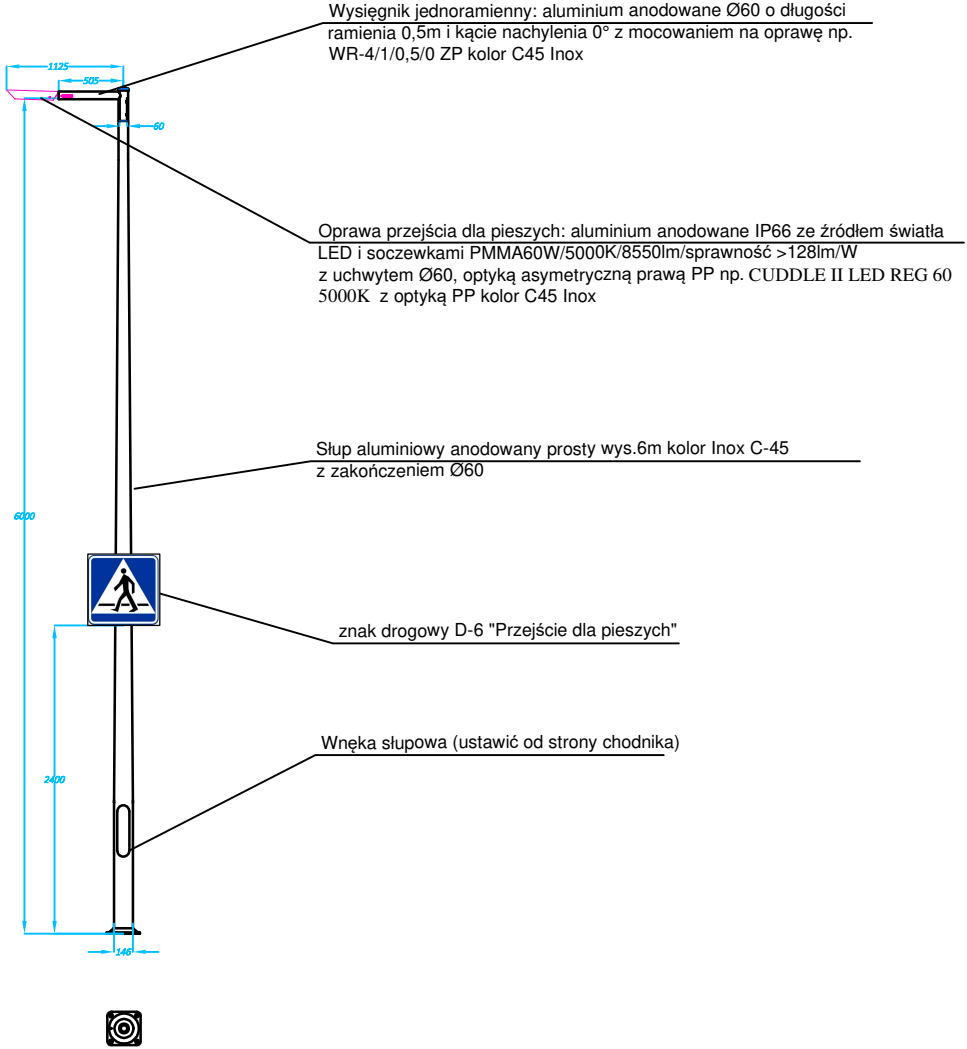 Wysięgnik jednoramienny: aluminium anodowane Ø60 o długości
ramienia 0,5m i kącie nachylenia 0° z mocowaniem na oprawę np.
WR-4/1/0,5/0 ZP kolor C45 Inox
1125
505
60
Oprawa przejścia dla pieszych: aluminium anodowane IP66 ze źródłem światła
LED i soczewkami PMMA60W/5000K/8550lm/sprawność >128lm/W
z uchwytem Ø60, optyką asymetryczną prawą PP np. CUDDLE II LED REG 60
5000K z optyką PP kolor C45 Inox
Słup aluminiowy anodowany prosty wys.6m kolor Inox C-45
z zakończeniem Ø60
6000
znak drogowy D-6 "Przejście dla pieszych"
Wnęka słupowa (ustawić od strony chodnika)
2400
146